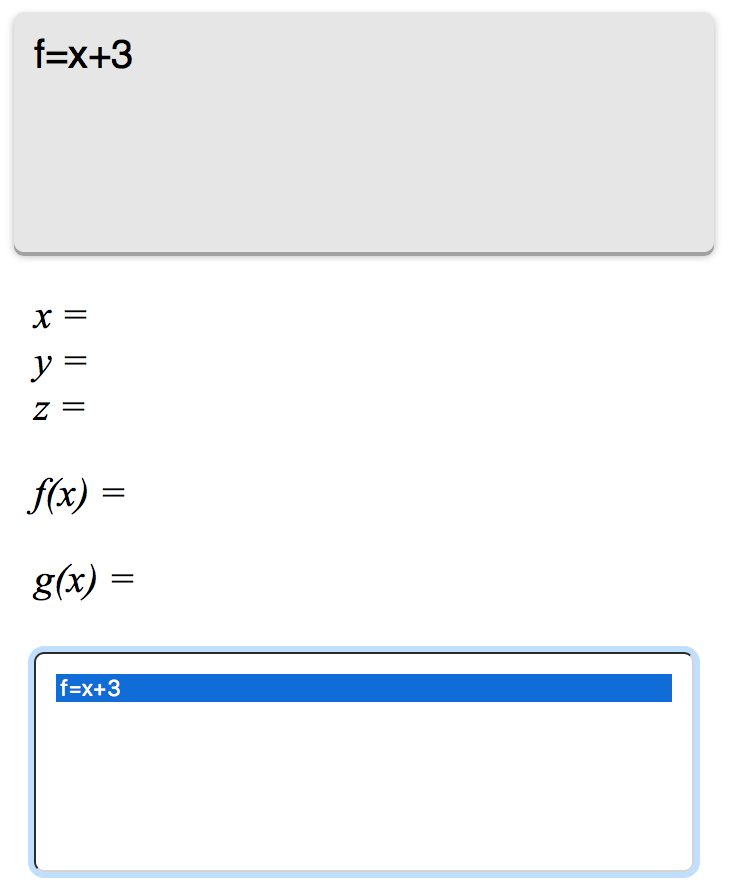 f=x+3
x =
y =
z =
f(x) =
g(x) =
f=x+3